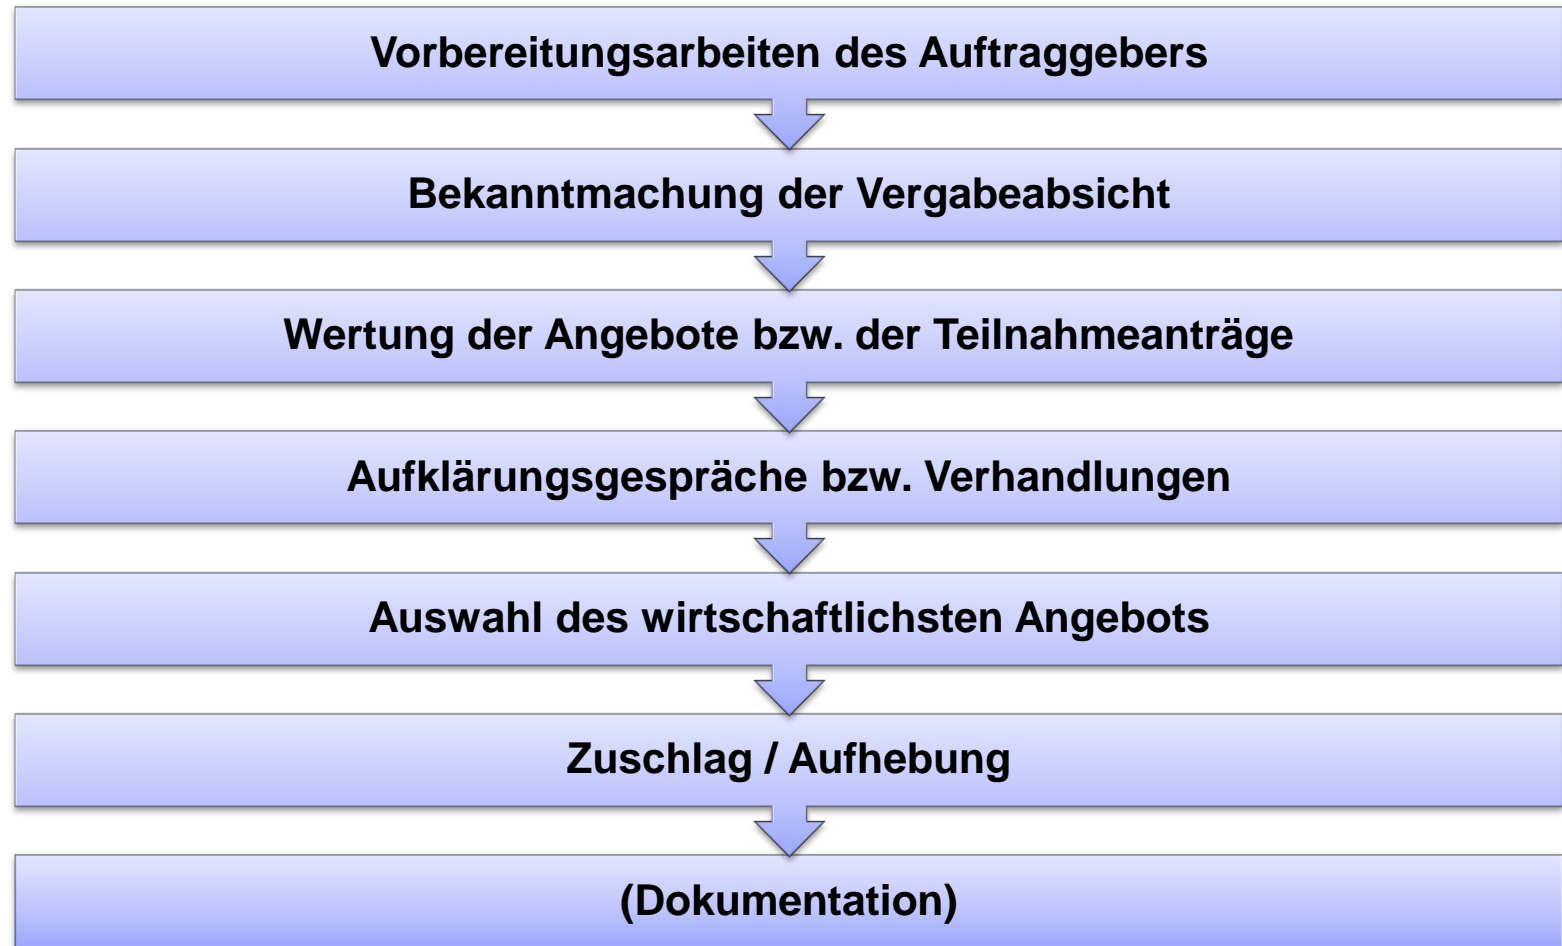 Vorbereitungsarbeiten des Auftraggebers
Bekanntmachung der Vergabeabsicht
Wertung der Angebote bzw. der Teilnahmeanträge
Aufklärungsgespräche bzw. Verhandlungen
Auswahl des wirtschaftlichsten Angebots
Zuschlag / Aufhebung
(Dokumentation)